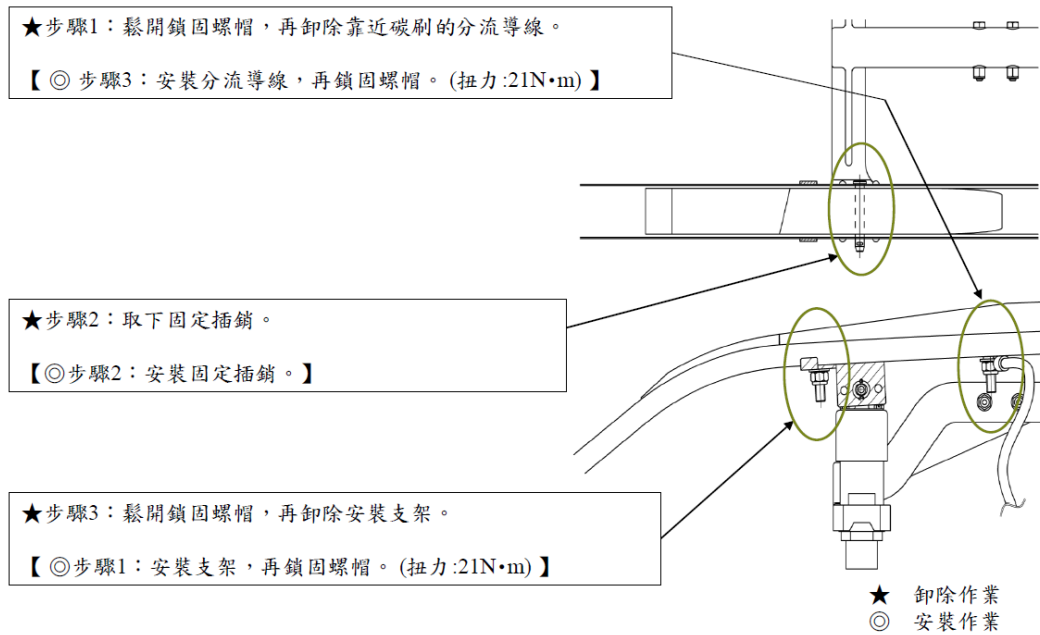 ★步驟1：鬆開鎖固螺帽，再卸除靠近碳刷的分流導線。
【 ◎ 步驟3：安裝分流導線，再鎖固螺帽。 (扭力:21N•m) 】
★步驟2：取下固定插銷。
【◎步驟2：安裝固定插銷。】
★步驟3：鬆開鎖固螺帽，再卸除安裝支架。
【 ◎步驟1：安裝支架，再鎖固螺帽。 (扭力:21N•m) 】
★ 卸除作業
◎ 安裝作業